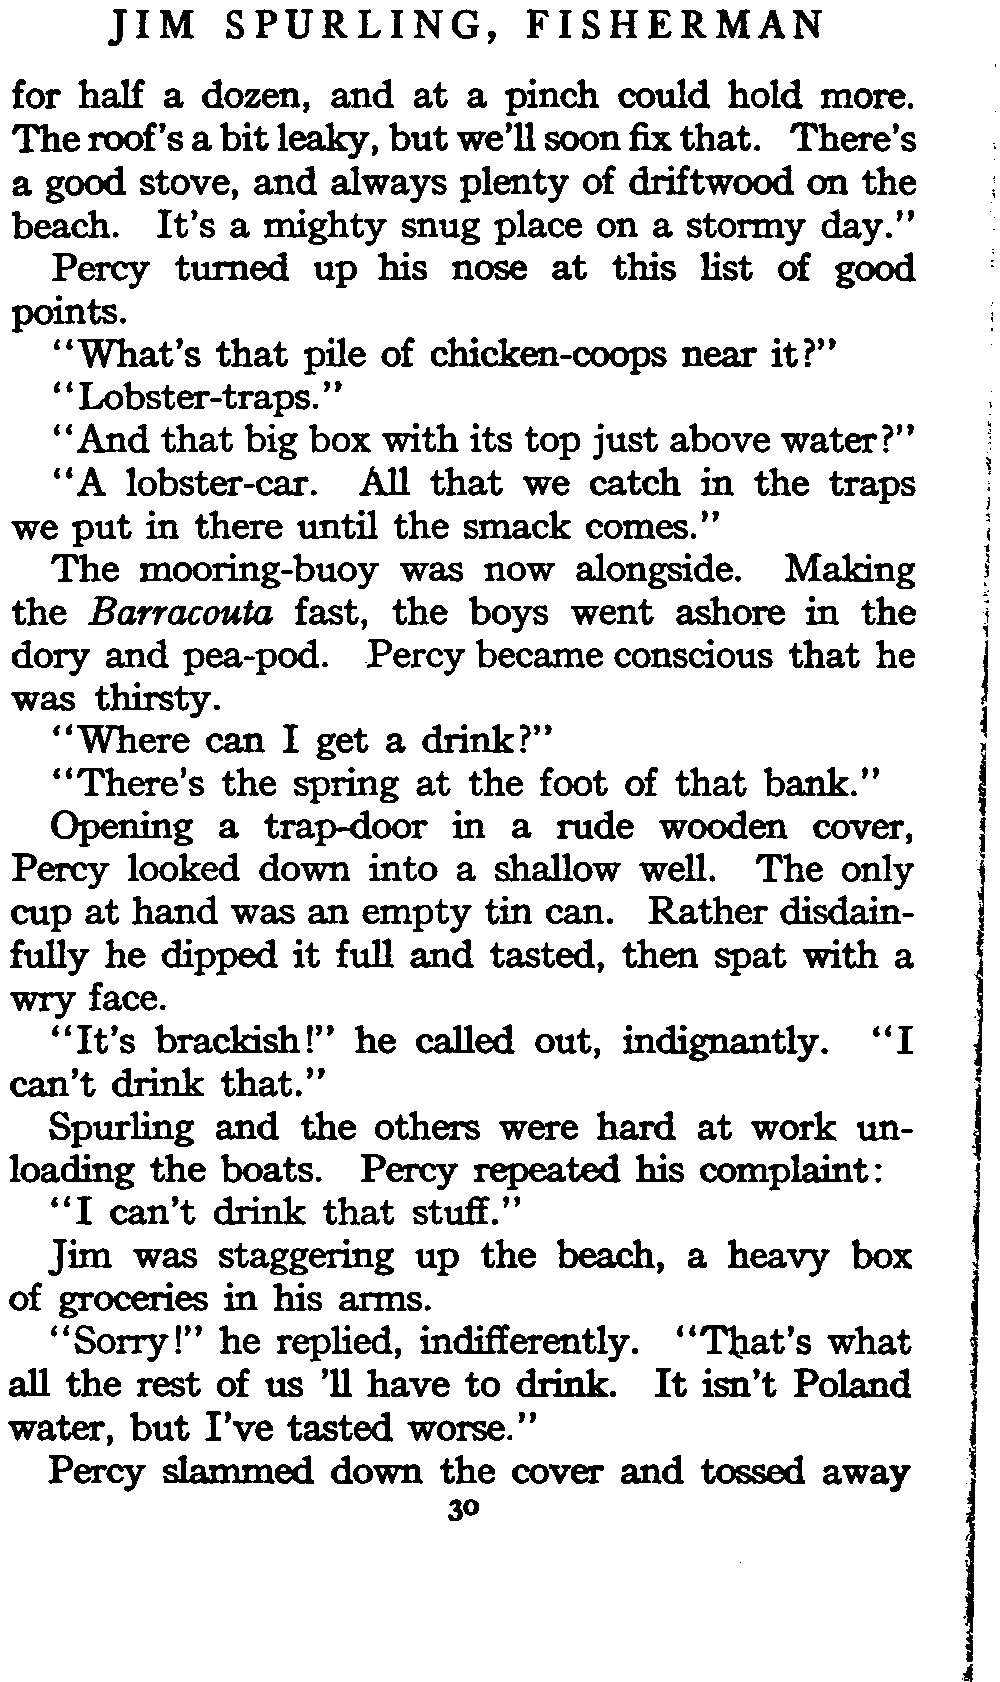 JIM SPURLING, FISHERMAN
for half a dozen, and at a pinch could hold more.
The roof's a bit leaky, but we'll soon fix that. There's
a good stove, and always plenty of driftwood on the
beach. It's a mighty snug place on a stormy day."
Percy turned up his nose at this list of good
points.
"What's that pile of chicken-coops near it?"
"Lobster-traps."
"And that big box with its top just above water?"
"A lobster-car. All that we catch in the traps
we put in there until the smack comes."
The mooring-buoy was now alongside. Making
the Barracouta fast, the boys went ashore in the
dory and pea-pod. Percy became conscious that he
was thirsty.
"Where can I get a drink?"
"There's the spring at the foot of that bank."
Opening a trap-door in a rude wooden cover,
Percy looked down into a shallow well. The only
cup at hand was an empty tin can. Rather disdain-
fully he dipped it full and tasted, then spat with a
wry face.
"It's brackish!" he called out, indignantly. "I
can't drink that."
Spurling and the others were hard at work un-
loading the boats. Percy repeated his complaint:
"I can't drink that stuff."
Jim was staggering up the beach, a heavy box
of groceries in his arms.
"Sorry!" he replied, indifferently. "That's what
all the rest of us 'll have to drink. It isn't Poland
water, but I've tasted worse."
Percy slammed down the cover and tossed away
30